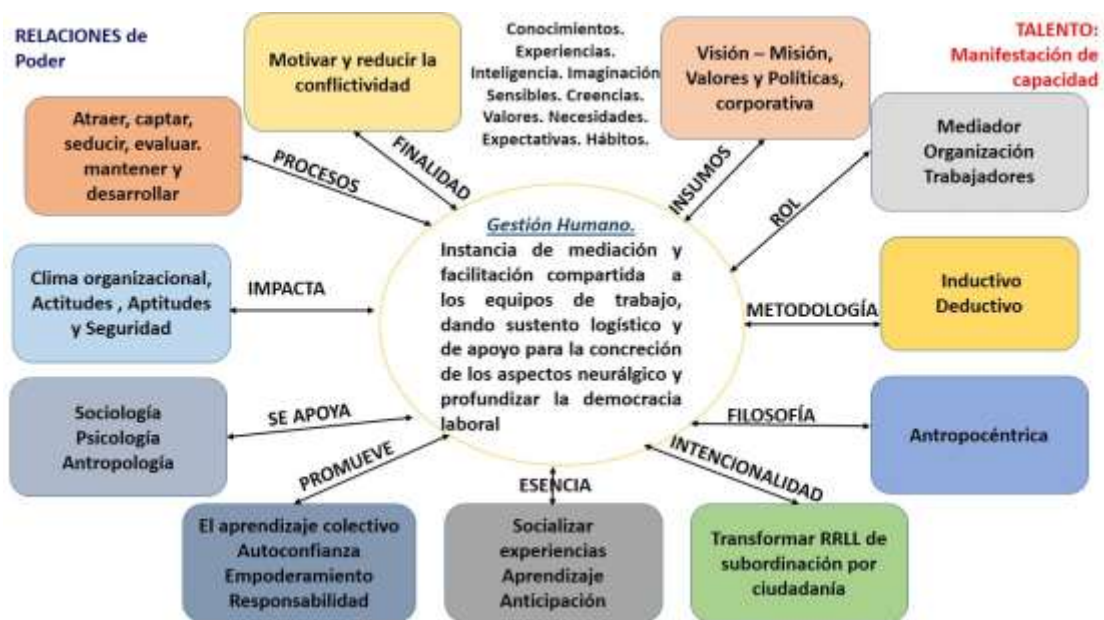 RELACIONES de
Poder
Motivar y reducir la
conflictividad
Conocimientos.
Experiencias.
Inteligencia. Imaginación
Sensibles. Creencias.
Valores. Necesidades.
Expectativas. Hábitos.
Visión – Misión,
Valores y Políticas,
corporativa
TALENTO:
Manifestación de
capacidad
Atraer, captar,
seducir, evaluar.
mantener y
desarrollar
PROCESOS
FINALIDAD
INSUMOS
ROL
Mediador
Organización
Trabajadores
Gestión Humano.
Instancia de mediación y
facilitación compartida a
los equipos de trabajo,
dando sustento logístico y
de apoyo para la concreción
de los aspectos neurálgico y
profundizar la democracia
laboral
Clima organizacional,
Actitudes , Aptitudes
y Seguridad
IMPACTA
METODOLOGÍA
Inductivo
Deductivo
Sociología
Psicología
Antropología
SE APOYA
FILOSOFÍA
Antropocéntrica
PROMUEVE
ESENCIA
INTENCIONALIDAD
El aprendizaje colectivo
Autoconfianza
Empoderamiento
Responsabilidad
Socializar
experiencias
Aprendizaje
Anticipación
Transformar RRLL de
subordinación por
ciudadanía